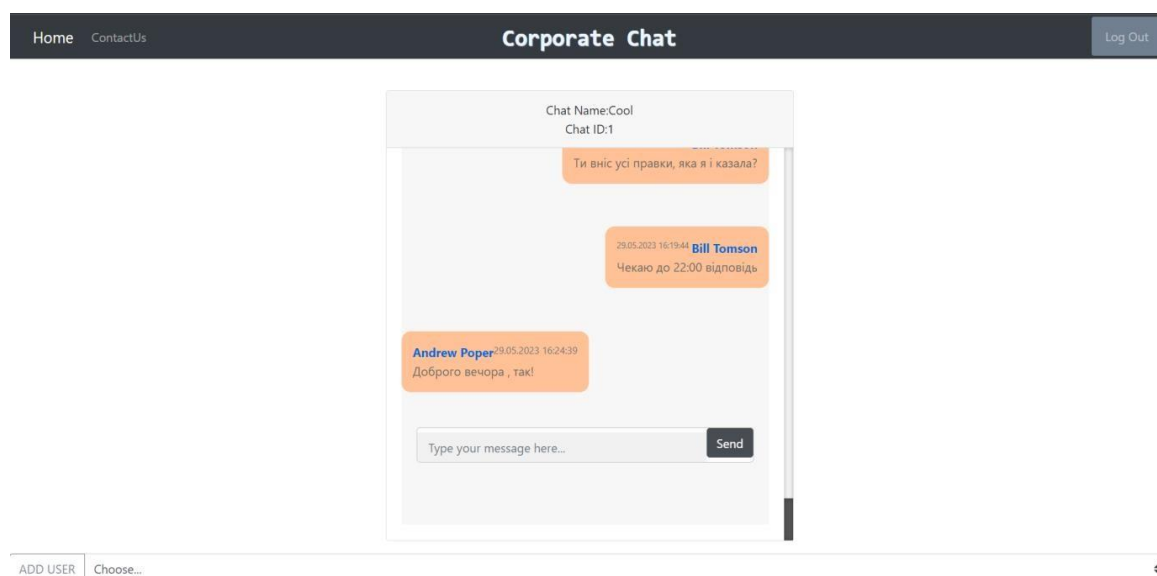 Home ContactUs Corporate Chat Log Out
Chat Name:Cool
Chat ID:1
Ти вніс усі правки, яка я і казала?
29.05.2023 16:19:44 Bill Tomson
Чекаю до 22:00 відповідь
Andrew Poper 29.05.2023 16:24:39
Доброго вечора , так!
Type your message here... Send
ADD USER Choose...